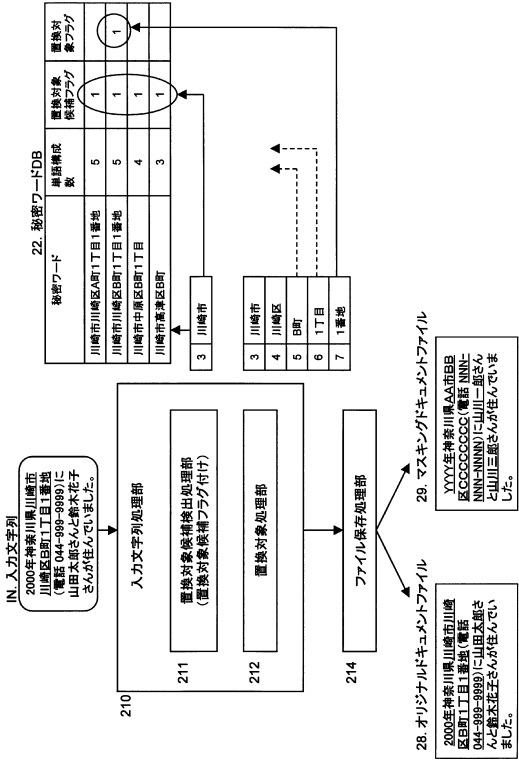 IN. 入力文字列
2000年神奈川県川崎市
川崎区B町1丁目1番地
(電話 044-999-9999)に
山田太郎さんと鈴木花子
さんが住んでいました。
210
入力文字列処理部
211
置換対象候補検出処理部
(置換対象候補フラグ付け)
212
置換対象処理部
214
ファイル保存処理部
28. オリジナルドキュメントファイル
2000年神奈川県川崎市川崎
区B町1丁目1番地(電話
044-999-9999)に山田太郎さ
んと鈴木花子さんが住んでい
ました。
29. マスキングドキュメントファイル
YYYY年神奈川県AA市BB
区CCCCCCCCC(電話 NNN-
NNN-NNNN)に山川一郎さん
と山川三郎さんが住んでいま
した。
22. 秘密ワードDB
秘密ワード 単語構成数 置換対象候補フラグ 置換対象フラグ
川崎市川崎区A町1丁目1番地 5 1
川崎市川崎区B町1丁目1番地 5 1 1
川崎市中原区B町1丁目 4 1
川崎市高津区B町 3 1
3 川崎市
3 川崎市
4 川崎区
5 B町
6 1丁目
7 1番地